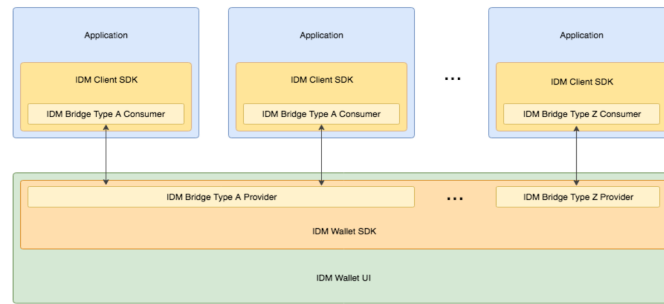 Application
Application
Application
IDM Client SDK
IDM Client SDK
...
IDM Client SDK
IDM Bridge Type A Consumer
IDM Bridge Type A Consumer
IDM Bridge Type Z Consumer
IDM Bridge Type A Provider
...
IDM Bridge Type Z Provider
IDM Wallet SDK
IDM Wallet UI